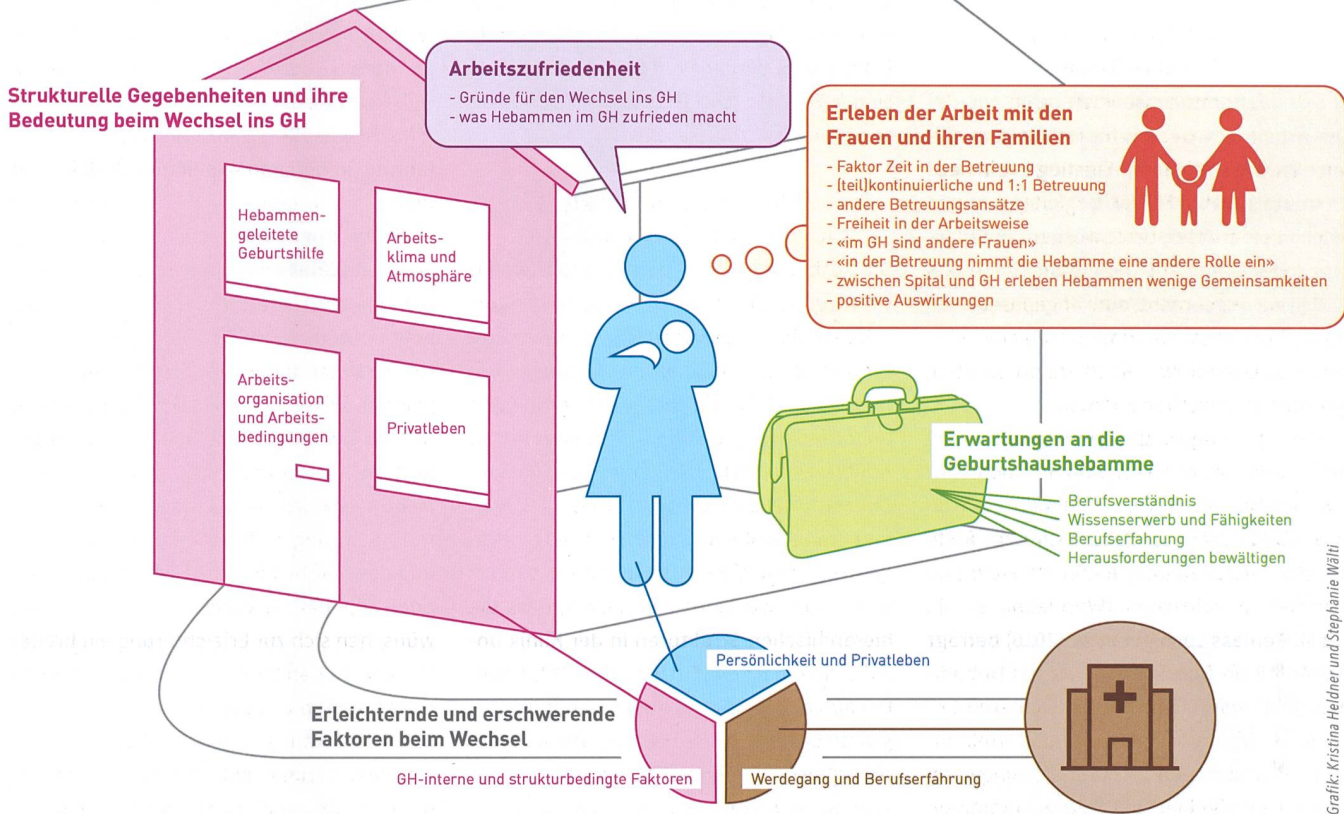 Strukturelle Gegebenheiten und ihre
Bedeutung beim Wechsel ins GH
Hebammen-
geleitete
Geburtshilfe
Arbeits-
klima und
Atmosphäre
Arbeits-
organisation
und Arbeits-
bedingungen
Privatleben
Arbeitszufriedenheit
- Gründe für den Wechsel ins GH
- was Hebammen im GH zufrieden macht
Erleben der Arbeit mit den
Frauen und ihren Familien
- Faktor Zeit in der Betreuung
- (teil)kontinuierliche und 1:1 Betreuung
- andere Betreuungsansätze
- Freiheit in der Arbeitsweise
- «im GH sind andere Frauen»
- «in der Betreuung nimmt die Hebamme eine andere Rolle ein»
- zwischen Spital und GH erleben Hebammen wenige Gemeinsamkeiten
- positive Auswirkungen
Erwartungen an die
Geburtshaushebamme
Berufsverständnis
Wissenserwerb und Fähigkeiten
Berufserfahrung
Herausforderungen bewältigen
Persönlichkeit und Privatleben
Erleichternde und erschwerende
Faktoren beim Wechsel
GH-interne und strukturbedingte Faktoren
Werdegang und Berufserfahrung
Grafik: Kristina Heldner und Stephanie Wälti